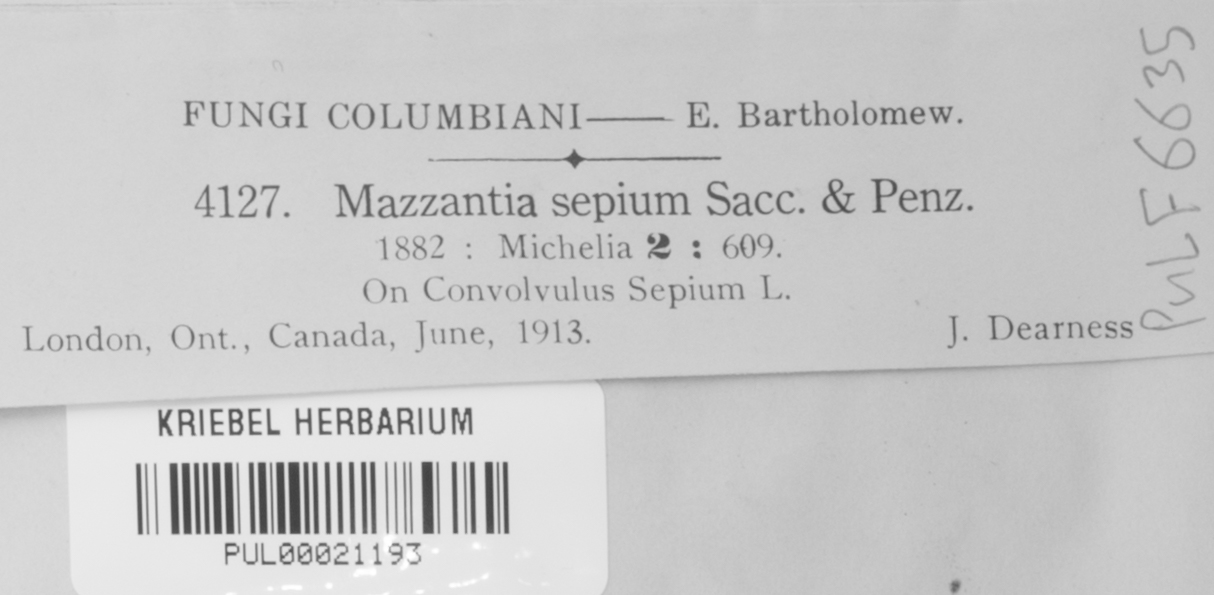 FUNGI COLUMBIANI—— E. Bartholomew.
4127. Mazzantia sepium Sacc. & Penz.
1882 : Michelia 2 : 609.
On Convolvulus Sepium L.
London, Ont., Canada, June, 1913. J. Dearness
PULF 6635
KRIEBEL HERBARIUM
PUL00021193